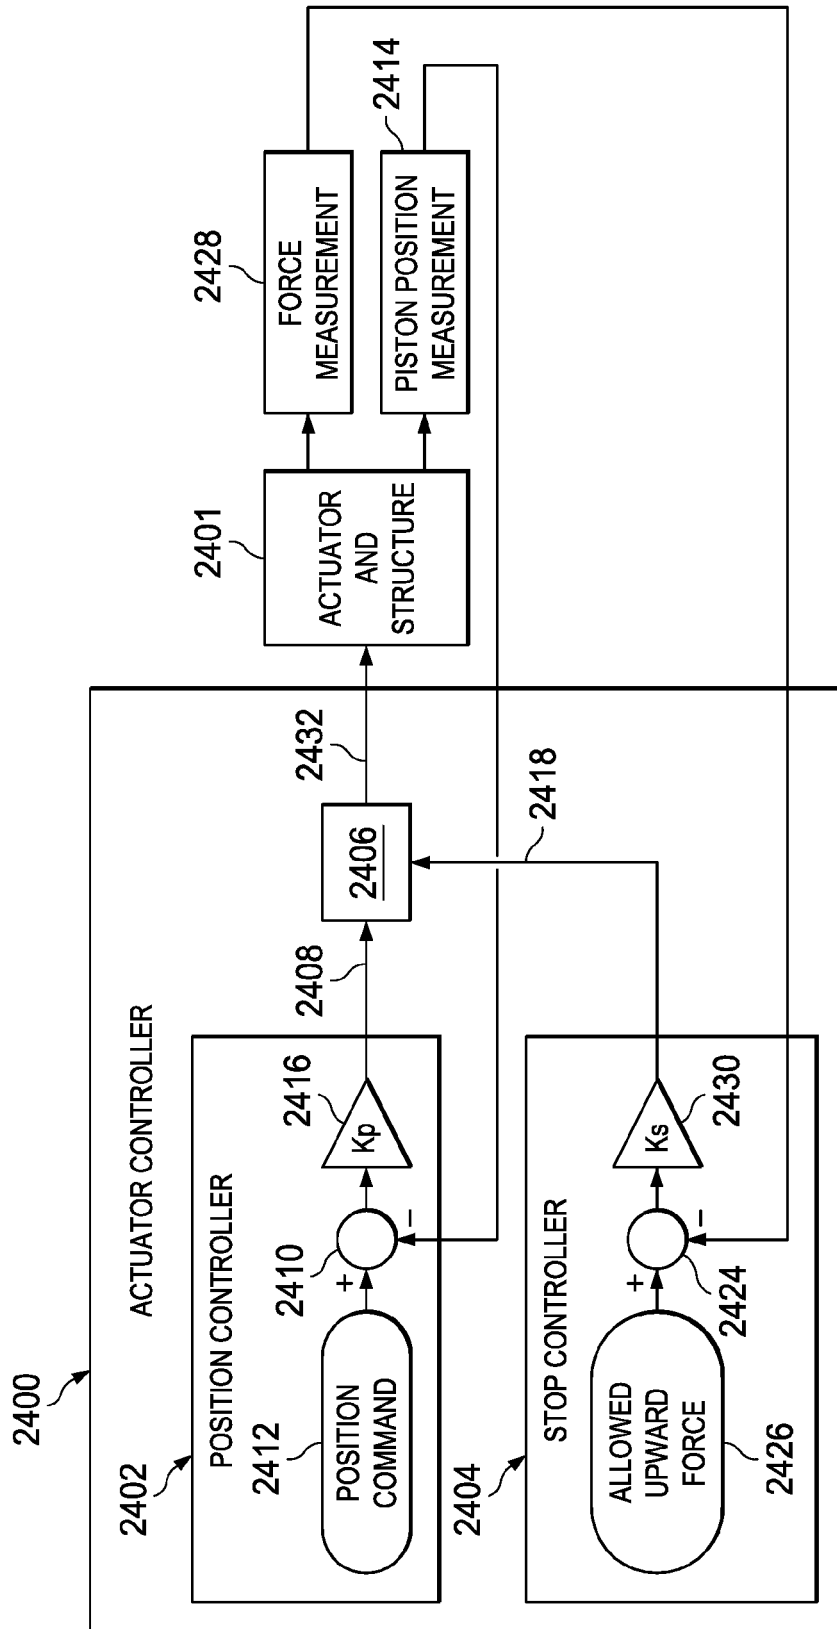 2400
ACTUATOR CONTROLLER
2402
POSITION CONTROLLER
2412
POSITION
COMMAND
+
2410
−
2416
Kp
2408
2406
2432
2401
ACTUATOR
AND
STRUCTURE
2428
FORCE
MEASUREMENT
2414
PISTON POSITION
MEASUREMENT
2418
2404
STOP CONTROLLER
ALLOWED
UPWARD
FORCE
2426
+
2424
−
Ks
2430